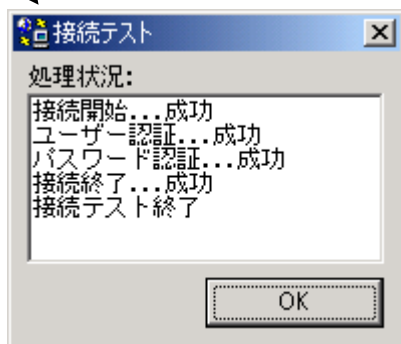 接続テスト
処理状況:
接続開始...成功
ユーザー認証...成功
パスワード認証...成功
接続終了...成功
接続テスト終了
OK